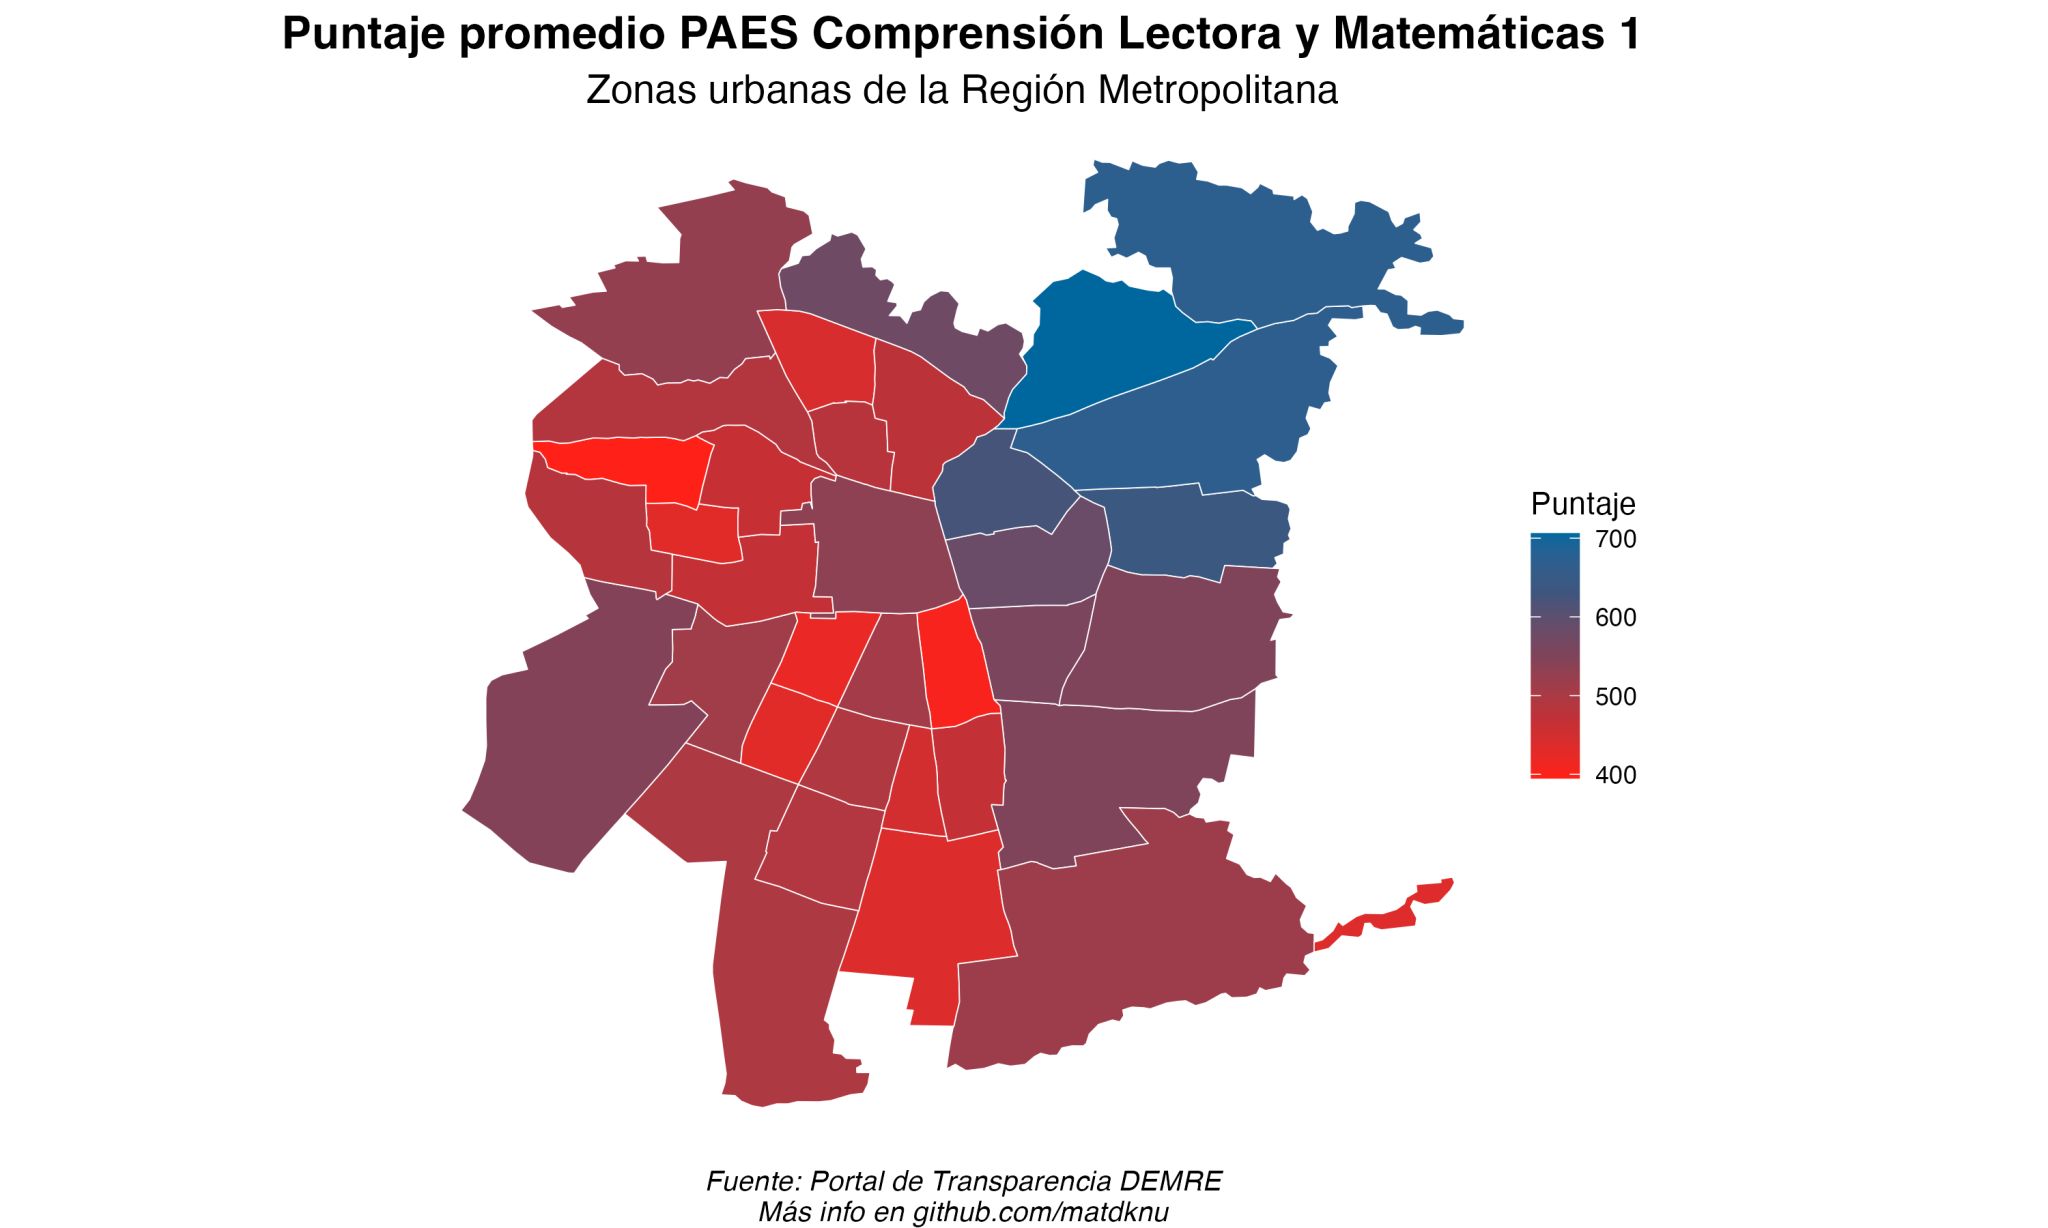 Puntaje promedio PAES Comprensión Lectora y Matemáticas 1
Zonas urbanas de la Región Metropolitana
Puntaje
700
600
500
400
Fuente: Portal de Transparencia DEMRE
Más info en github.com/matdknu